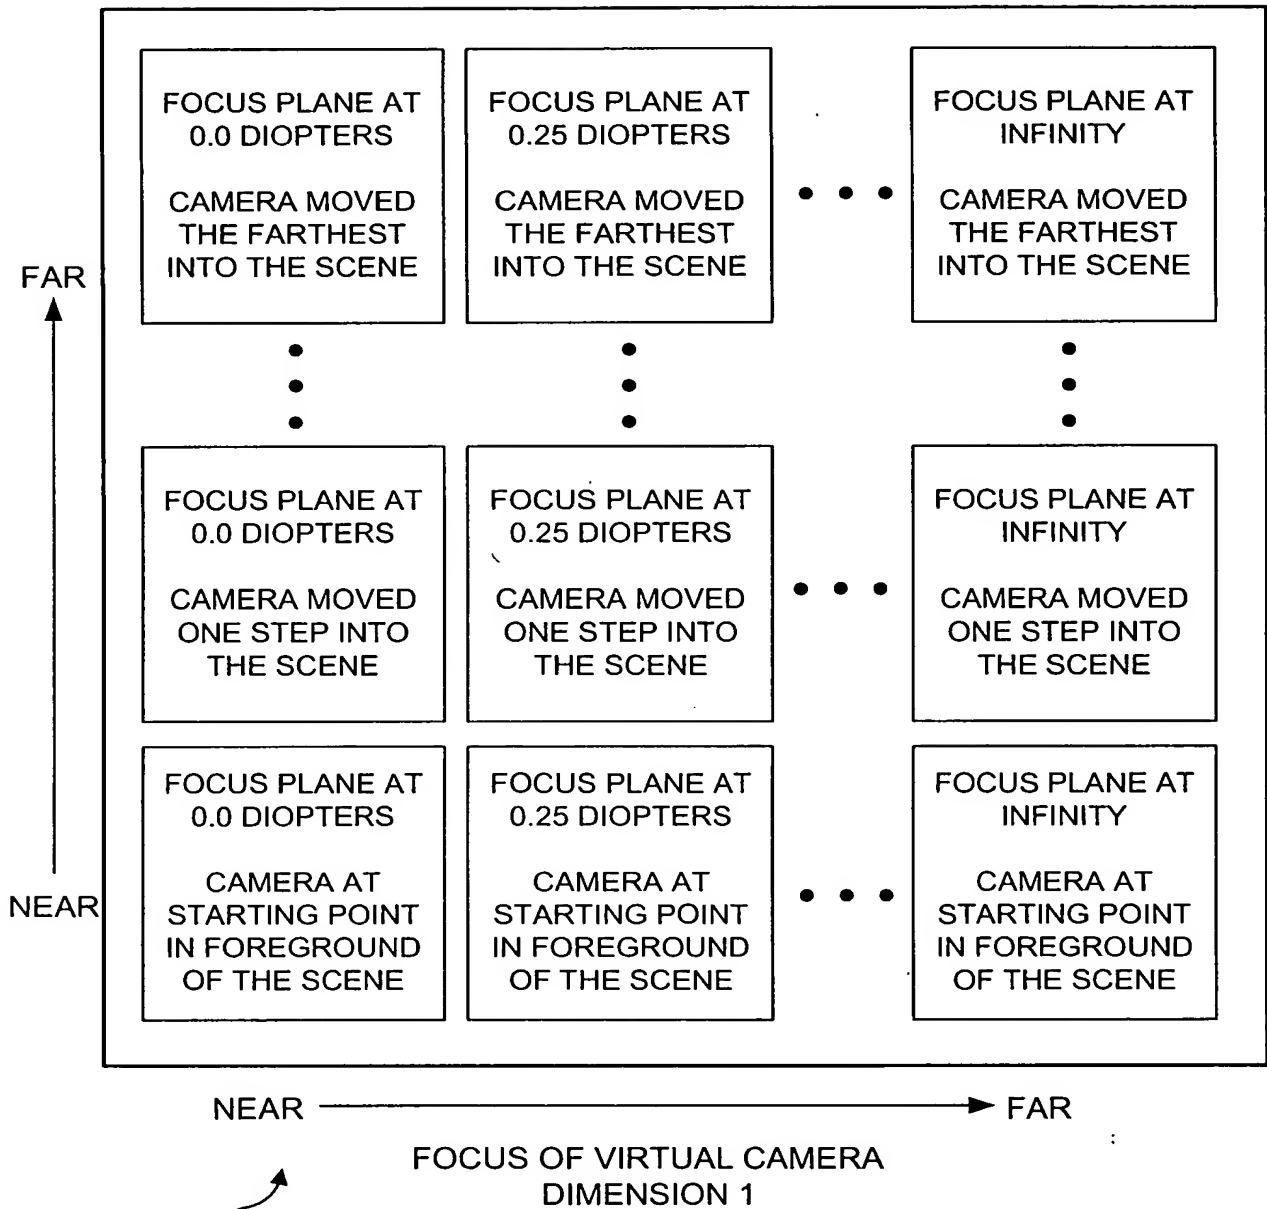 FOCUS PLANE AT
0.0 DIOPTERS
CAMERA MOVED
THE FARTHEST
INTO THE SCENE
FOCUS PLANE AT
0.25 DIOPTERS
CAMERA MOVED
THE FARTHEST
INTO THE SCENE
FOCUS PLANE AT
INFINITY
CAMERA MOVED
THE FARTHEST
INTO THE SCENE
FAR
FOCUS PLANE AT
0.0 DIOPTERS
CAMERA MOVED
ONE STEP INTO
THE SCENE
FOCUS PLANE AT
0.25 DIOPTERS
CAMERA MOVED
ONE STEP INTO
THE SCENE
FOCUS PLANE AT
INFINITY
CAMERA MOVED
ONE STEP INTO
THE SCENE
FOCUS PLANE AT
0.0 DIOPTERS
CAMERA AT
STARTING POINT
IN FOREGROUND
OF THE SCENE
FOCUS PLANE AT
0.25 DIOPTERS
CAMERA AT
STARTING POINT
IN FOREGROUND
OF THE SCENE
FOCUS PLANE AT
INFINITY
CAMERA AT
STARTING POINT
IN FOREGROUND
OF THE SCENE
NEAR
NEAR FAR
FOCUS OF VIRTUAL CAMERA
DIMENSION 1